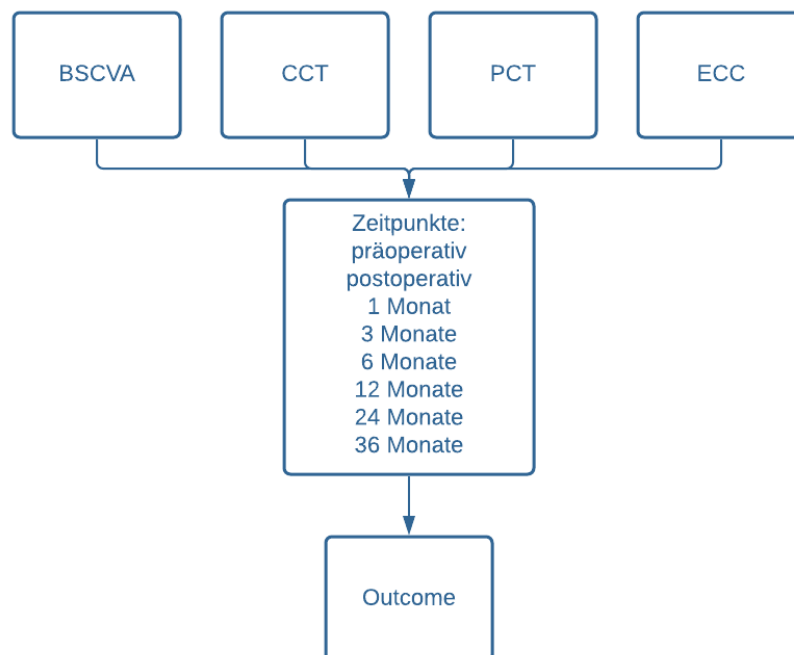 BSCVA
CCT
PCT
ECC
Zeitpunkte:
präoperativ
postoperativ
1 Monat
3 Monate
6 Monate
12 Monate
24 Monate
36 Monate
Outcome